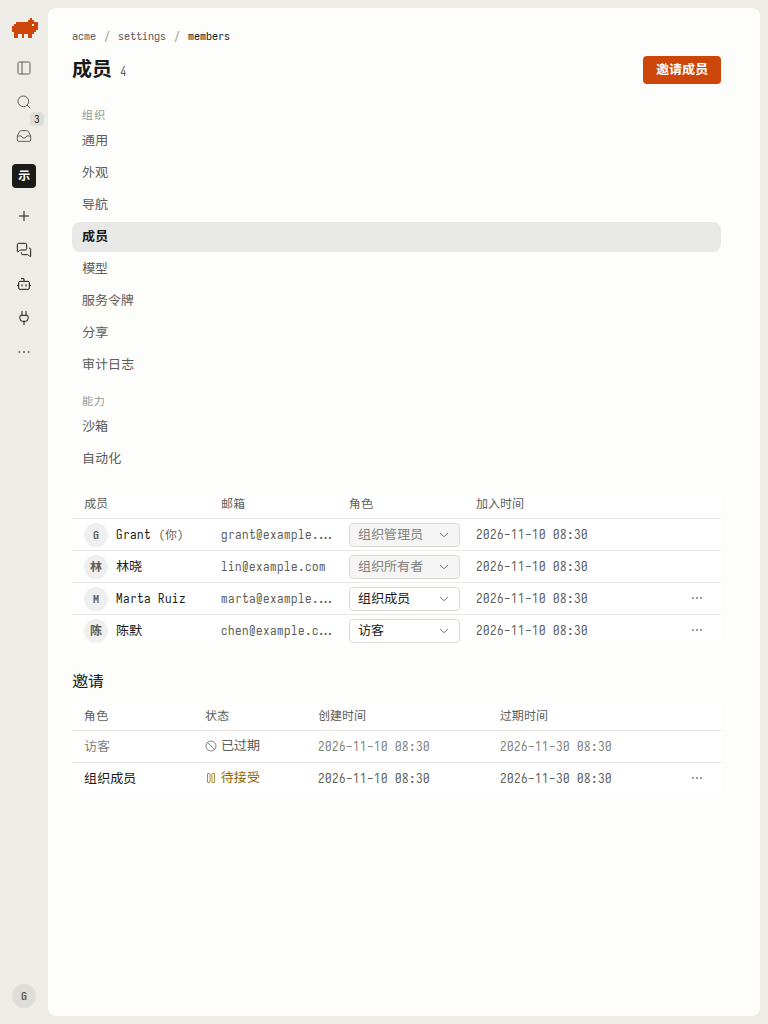 acme / settings / members
成员 4
邀请成员
3
示
组织
通用
外观
导航
成员
模型
服务令牌
分享
审计日志
能力
沙箱
自动化
成员 邮箱 角色 加入时间
G Grant（你） grant@example.... 组织管理员 2026-11-10 08:30
林 林晓 lin@example.com 组织所有者 2026-11-10 08:30
M Marta Ruiz marta@example.... 组织成员 2026-11-10 08:30 ...
陈 陈默 chen@example.c... 访客 2026-11-10 08:30 ...
邀请
角色 状态 创建时间 过期时间
访客 已过期 2026-11-10 08:30 2026-11-30 08:30
组织成员 待接受 2026-11-10 08:30 2026-11-30 08:30 ...
G